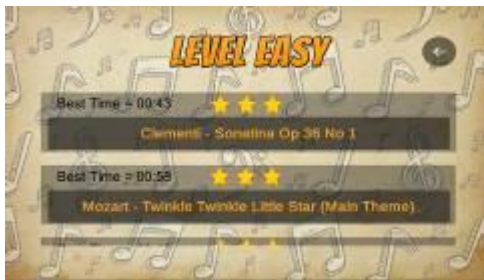 LEVEL EASY
Best Time = 00:43
Clementi - Sonatina Op 36 No 1
Best Time = 00:58
Mozart - Twinkle Twinkle Little Star (Main Theme)